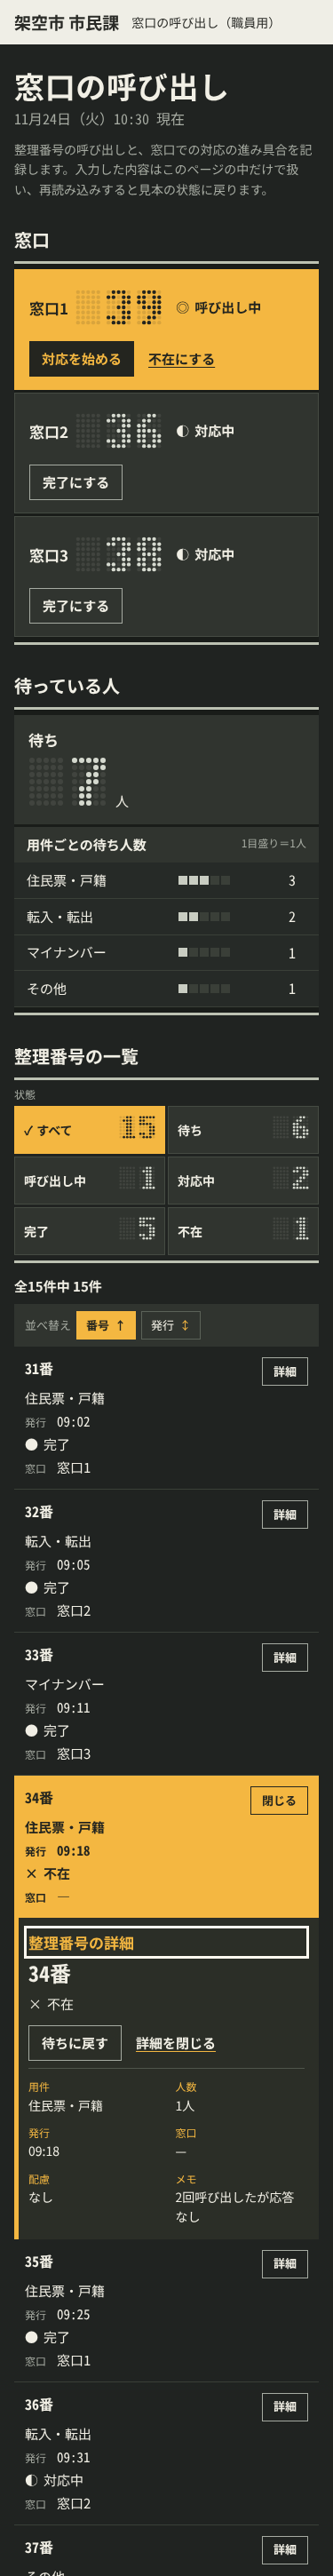 架空市 市民課 窓口の呼び出し（職員用）
窓口の呼び出し
11月24日（火）10:30 現在
整理番号の呼び出しと、窓口での対応の進み具合を記
録します。入力した内容はこのページの中だけで扱
い、再読み込みすると見本の状態に戻ります。
窓口
窓口1 39 ◎ 呼び出し中
対応を始める 不在にする
窓口2 36 ◐ 対応中
完了にする
窓口3 38 ◐ 対応中
完了にする
待っている人
待ち
7 人
用件ごとの待ち人数 1目盛り＝1人
住民票・戸籍 3
転入・転出 2
マイナンバー 1
その他 1
整理番号の一覧
状態
✓ すべて 15 待ち 6
呼び出し中 1 対応中 2
完了 5 不在 1
全15件中 15件
並べ替え 番号 ↑ 発行 ↕
31番 詳細
住民票・戸籍
発行 09:02
● 完了
窓口 窓口1
32番 詳細
転入・転出
発行 09:05
● 完了
窓口 窓口2
33番 詳細
マイナンバー
発行 09:11
● 完了
窓口 窓口3
34番 閉じる
住民票・戸籍
発行 09:18
× 不在
窓口 —
整理番号の詳細
34番
× 不在
待ちに戻す 詳細を閉じる
用件 人数
住民票・戸籍 1人
発行 窓口
09:18 —
配慮 メモ
なし 2回呼び出したが応答
なし
35番 詳細
住民票・戸籍
発行 09:25
● 完了
窓口 窓口1
36番 詳細
転入・転出
発行 09:31
◐ 対応中
窓口 窓口2
37番 詳細
その他